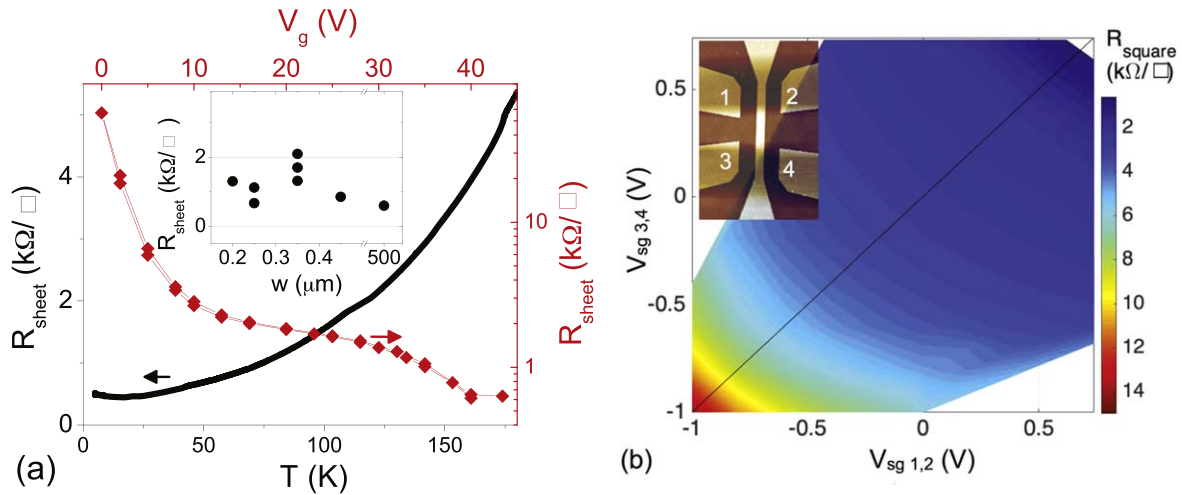 V_g (V)
0 10 20 30 40
R_sheet (kΩ/□)
4
2
0
R_sheet (kΩ/□)
2
0
0.2 0.4 500
w (μm)
10
1
R_sheet (kΩ/□)
0 50 100 150
T (K)
(a)
R_square
(kΩ/□)
1 2
3 4
0.5
0
-0.5
-1
V_sg 3,4 (V)
-1 -0.5 0 0.5
V_sg 1,2 (V)
2
4
6
8
10
12
14
(b)